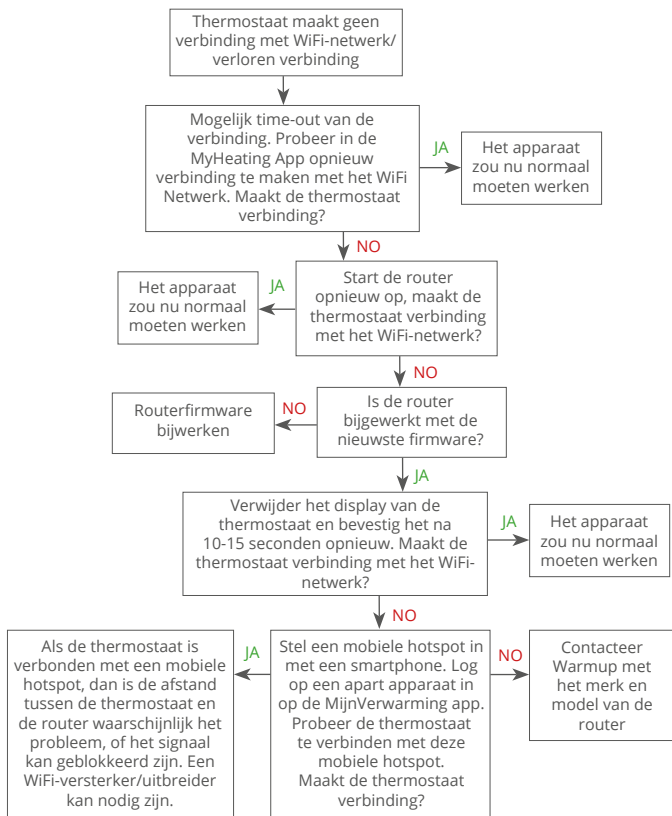 Thermostaat maakt geen
verbinding met WiFi-netwerk/
verloren verbinding
Mogelijk time-out van de
verbinding. Probeer in de
MyHeating App opnieuw
verbinding te maken met het WiFi
Netwerk. Maakt de thermostaat
verbinding?
JA
Het apparaat
zou nu normaal
moeten werken
NO
Start de router
opnieuw op, maakt de
thermostaat verbinding
met het WiFi-netwerk?
JA
Het apparaat
zou nu normaal
moeten werken
NO
Is de router
bijgewerkt met de
nieuwste firmware?
NO
Routerfirmware
bijwerken
JA
Verwijder het display van de
thermostaat en bevestig het na
10-15 seconden opnieuw. Maakt de
thermostaat verbinding met het WiFi-
netwerk?
JA
Het apparaat
zou nu normaal
moeten werken
NO
Stel een mobiele hotspot in
met een smartphone. Log
op een apart apparaat in
op de MijnVerwarming app.
Probeer de thermostaat
te verbinden met deze
mobiele hotspot.
Maakt de thermostaat
verbinding?
JA
Als de thermostaat is
verbonden met een mobiele
hotspot, dan is de afstand
tussen de thermostaat en
de router waarschijnlijk het
probleem, of het signaal
kan geblokkeerd zijn. Een
WiFi-versterker/uitbreider
kan nodig zijn.
NO
Contacteer
Warmup met
het merk en
model van de
router